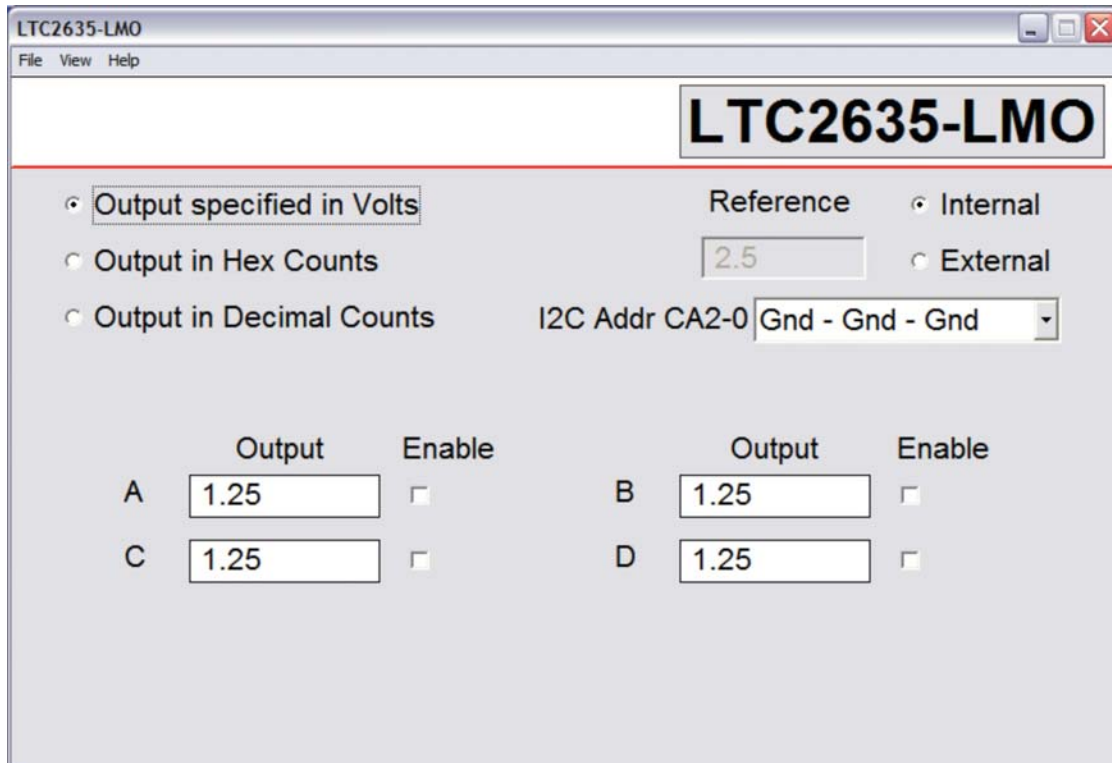 LTC2635-LMO
File View Help
LTC2635-LMO
Output specified in Volts
Reference
Internal
Output in Hex Counts
2.5
External
Output in Decimal Counts
I2C Addr CA2-0
Gnd - Gnd - Gnd
Output Enable Output Enable
A 1.25 B 1.25
C 1.25 D 1.25